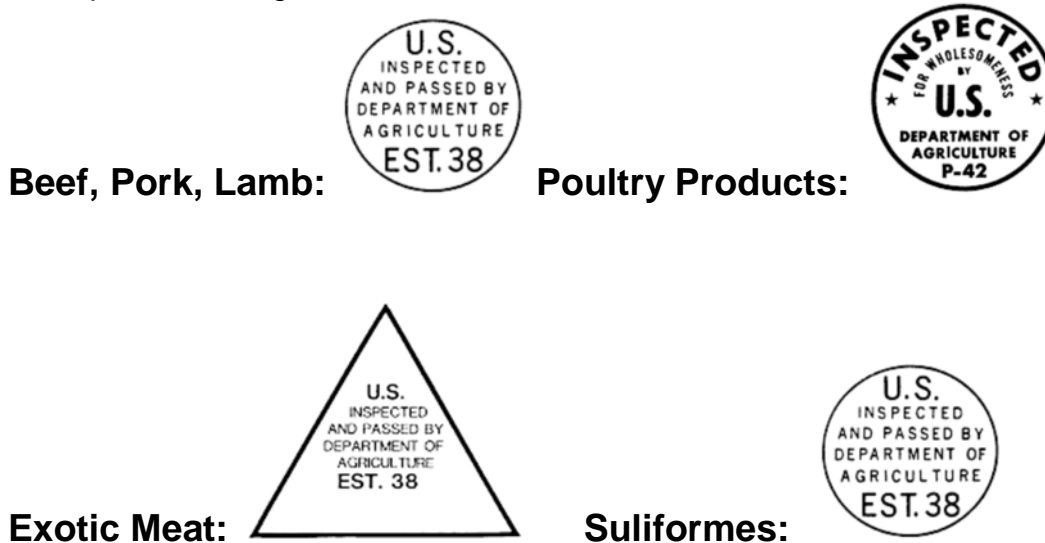 U.S.
INSPECTED
AND PASSED BY
DEPARTMENT OF
AGRICULTURE
EST. 38
Beef, Pork, Lamb:
INSPECTED
FOR WHOLESOMENESS
BY
U.S.
DEPARTMENT OF
AGRICULTURE
P-42
Poultry Products:
U.S.
INSPECTED
AND PASSED BY
DEPARTMENT OF
AGRICULTURE
EST. 38
Exotic Meat:
U.S.
INSPECTED
AND PASSED BY
DEPARTMENT OF
AGRICULTURE
EST. 38
Suliformes: